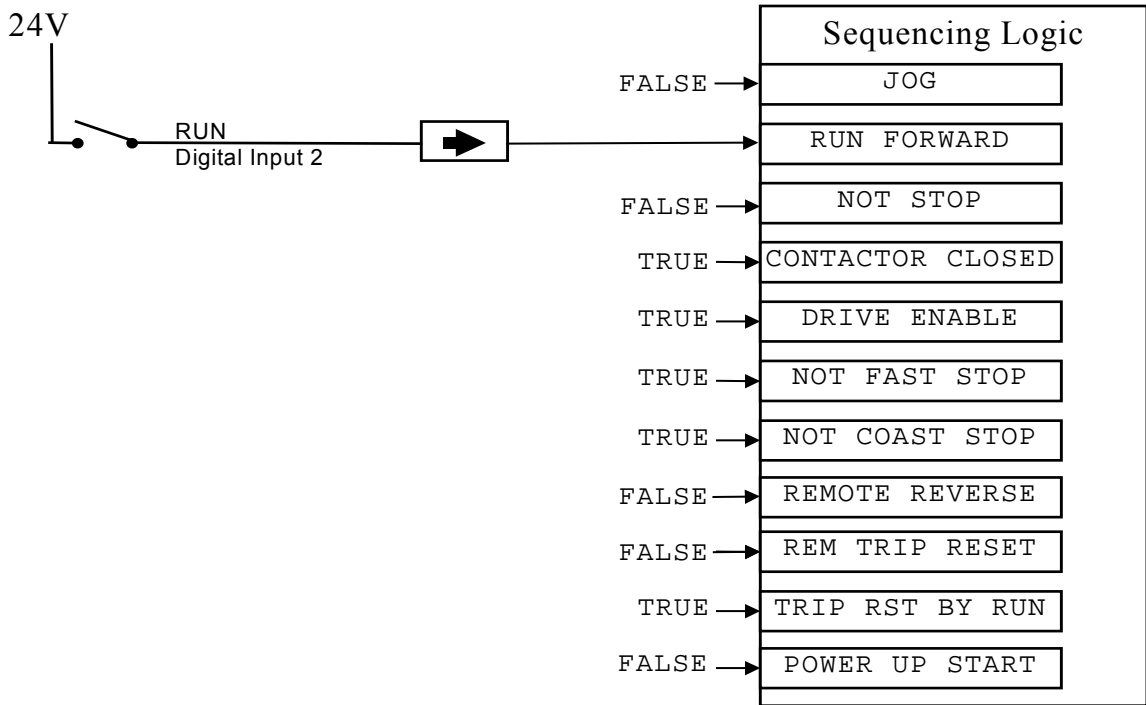 24V
Sequencing Logic
FALSE JOG
RUN
Digital Input 2
RUN FORWARD
FALSE NOT STOP
TRUE CONTACTOR CLOSED
TRUE DRIVE ENABLE
TRUE NOT FAST STOP
TRUE NOT COAST STOP
FALSE REMOTE REVERSE
FALSE REM TRIP RESET
TRUE TRIP RST BY RUN
FALSE POWER UP START